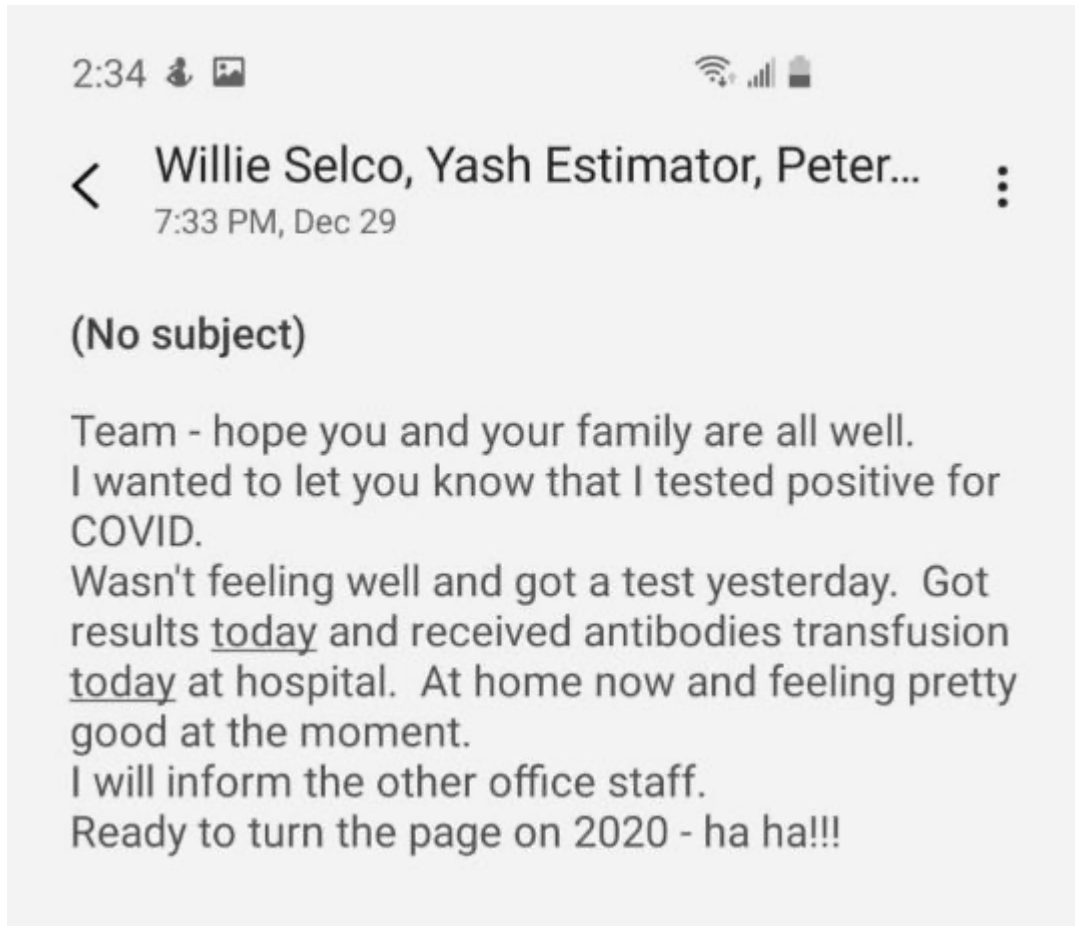 2:34
Willie Selco, Yash Estimator, Peter...
7:33 PM, Dec 29
(No subject)
Team - hope you and your family are all well.
I wanted to let you know that I tested positive for
COVID.
Wasn't feeling well and got a test yesterday.  Got
results today and received antibodies transfusion
today at hospital.  At home now and feeling pretty
good at the moment.
I will inform the other office staff.
Ready to turn the page on 2020 - ha ha!!!